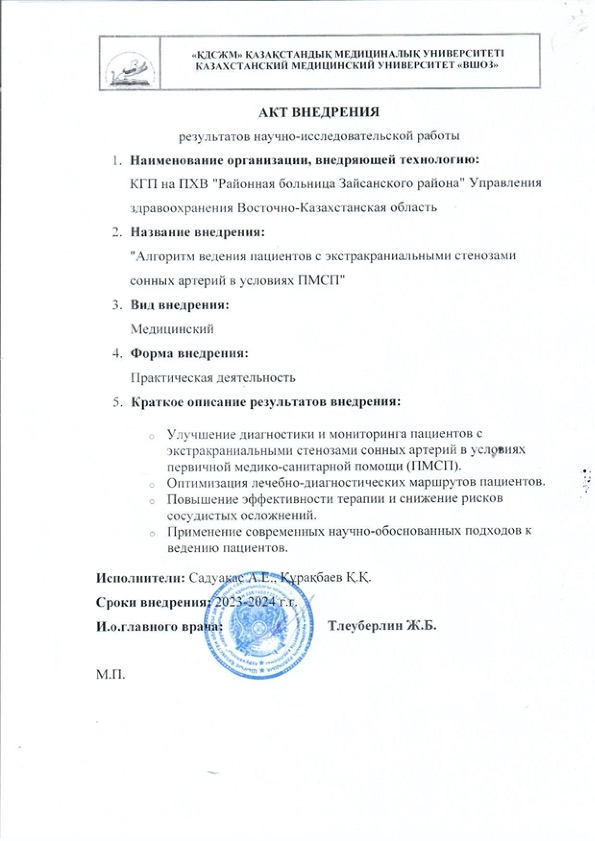 «ҚДСЖМ» ҚАЗАҚСТАНДЫҚ МЕДИЦИНАЛЫҚ УНИВЕРСИТЕТІ
КАЗАХСТАНСКИЙ МЕДИЦИНСКИЙ УНИВЕРСИТЕТ «ВШОЗ»
АКТ ВНЕДРЕНИЯ
результатов научно-исследовательской работы
1. Наименование организации, внедряющей технологию:
КГП на ПХВ "Районная больница Зайсанского района" Управления
здравоохранения Восточно-Казахстанская область
2. Название внедрения:
"Алгоритм ведения пациентов с экстракраниальными стенозами
сонных артерий в условиях ПМСП"
3. Вид внедрения:
Медицинский
4. Форма внедрения:
Практическая деятельность
5. Краткое описание результатов внедрения:
Улучшение диагностики и мониторинга пациентов с
экстракраниальными стенозами сонных артерий в условиях
первичной медико-санитарной помощи (ПМСП).
Оптимизация лечебно-диагностических маршрутов пациентов.
Повышение эффективности терапии и снижение рисков
сосудистых осложнений.
Применение современных научно-обоснованных подходов к
ведению пациентов.
Исполнители: Садуакас А.Е., Құрақбаев Қ.Қ.
Сроки внедрения: 2023-2024 г.г.
И.о.главного врача: Тлеуберлин Ж.Б.
М.П.